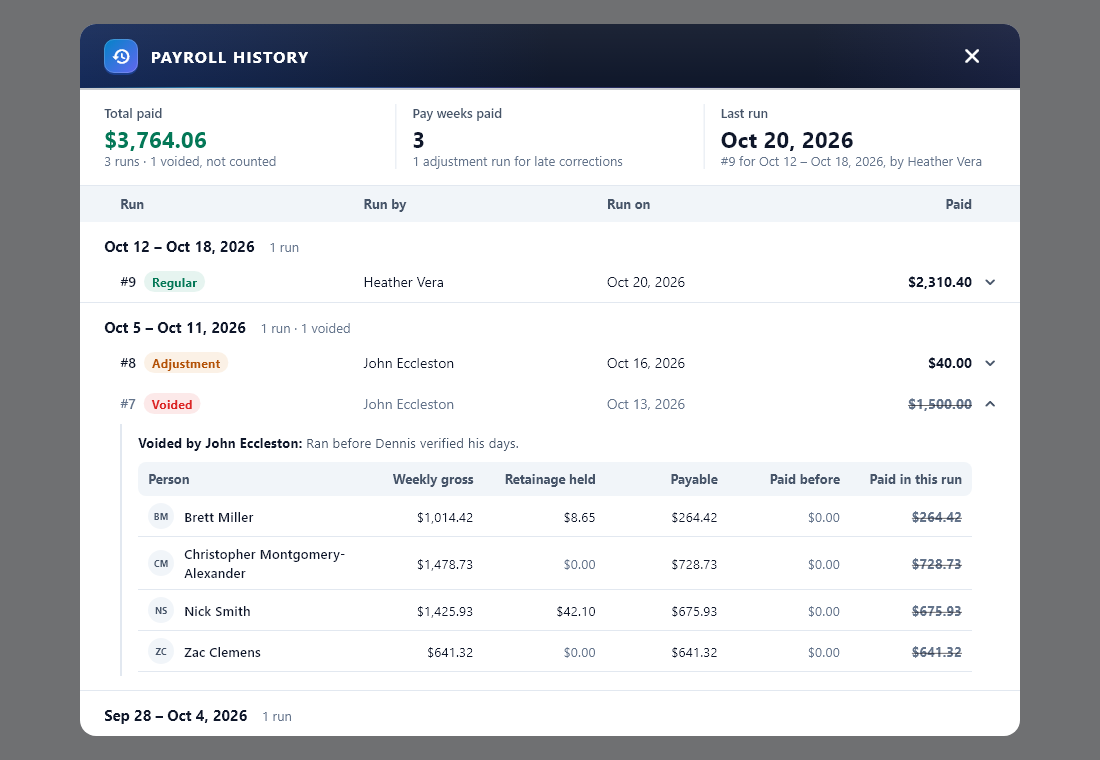 PAYROLL HISTORY
Total paid
$3,764.06
3 runs · 1 voided, not counted
Pay weeks paid
3
1 adjustment run for late corrections
Last run
Oct 20, 2026
#9 for Oct 12 – Oct 18, 2026, by Heather Vera
Run Run by Run on Paid
Oct 12 – Oct 18, 2026 1 run
#9 Regular Heather Vera Oct 20, 2026 $2,310.40
Oct 5 – Oct 11, 2026 1 run · 1 voided
#8 Adjustment John Eccleston Oct 16, 2026 $40.00
#7 Voided John Eccleston Oct 13, 2026 $1,500.00
Voided by John Eccleston: Ran before Dennis verified his days.
Person Weekly gross Retainage held Payable Paid before Paid in this run
BM Brett Miller $1,014.42 $8.65 $264.42 $0.00 $264.42
CM Christopher Montgomery-
Alexander $1,478.73 $0.00 $728.73 $0.00 $728.73
NS Nick Smith $1,425.93 $42.10 $675.93 $0.00 $675.93
ZC Zac Clemens $641.32 $0.00 $641.32 $0.00 $641.32
Sep 28 – Oct 4, 2026 1 run